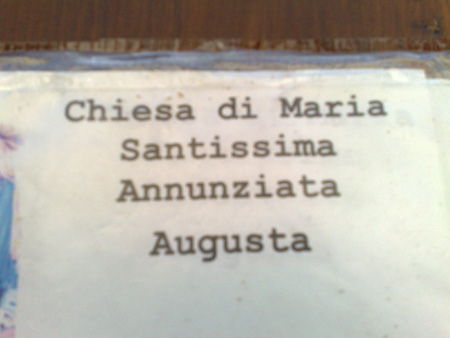 Chiesa di Maria
Santissima
Annunziata
Augusta